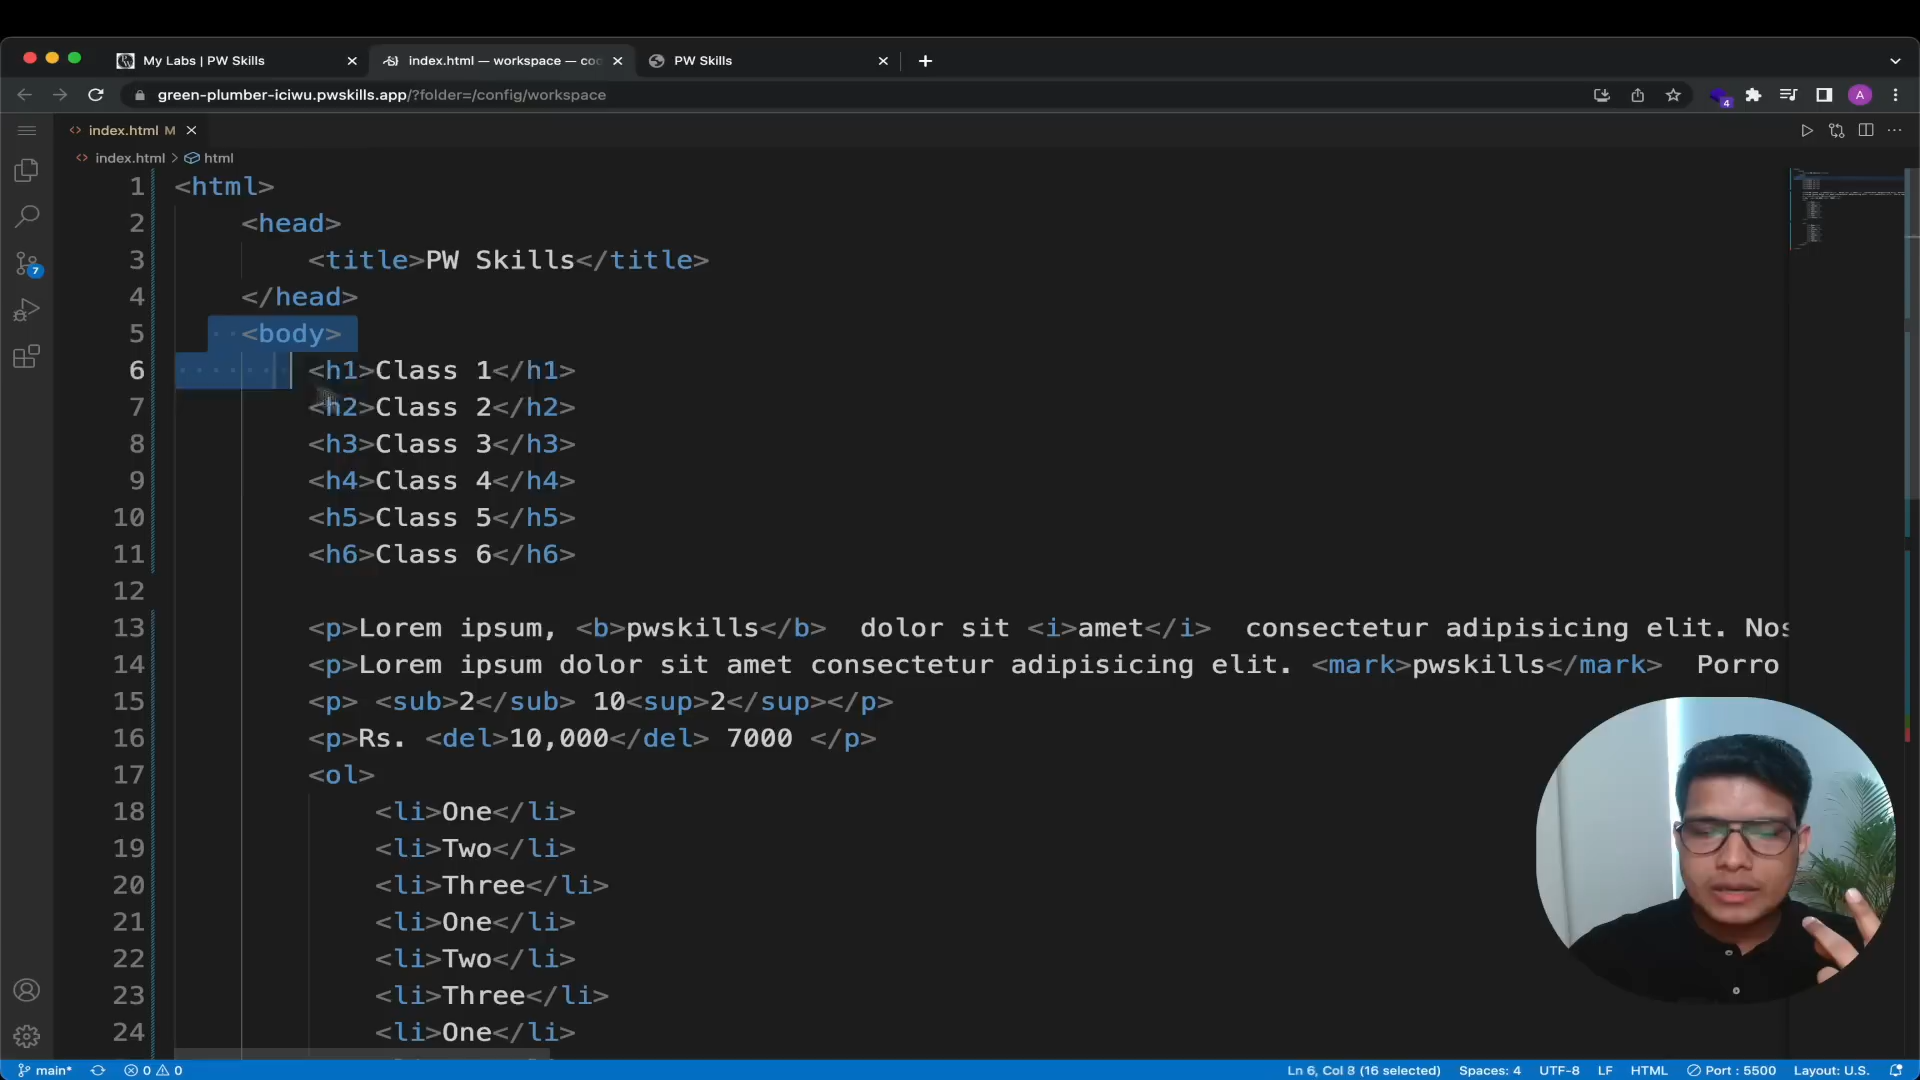 My Labs | PW Skills
index.html — workspace — co
PW Skills
green-plumber-iciwu.pwskills.app/?folder=/config/workspace
4
A
index.html M
index.html > html
7
1 <html>
2 <head>
3 <title>PW Skills</title>
4 </head>
5 <body>
6 <h1>Class 1</h1>
7 <h2>Class 2</h2>
8 <h3>Class 3</h3>
9 <h4>Class 4</h4>
10 <h5>Class 5</h5>
11 <h6>Class 6</h6>
12
13 <p>Lorem ipsum, <b>pwskills</b> dolor sit <i>amet</i> consectetur adipisicing elit. Nos
14 <p>Lorem ipsum dolor sit amet consectetur adipisicing elit. <mark>pwskills</mark> Porro
15 <p> <sub>2</sub> 10<sup>2</sup></p>
16 <p>Rs. <del>10,000</del> 7000 </p>
17 <ol>
18 <li>One</li>
19 <li>Two</li>
20 <li>Three</li>
21 <li>One</li>
22 <li>Two</li>
23 <li>Three</li>
24 <li>One</li>
main* 0 0 Ln 6, Col 8 (16 selected) Spaces: 4 UTF-8 LF HTML Port : 5500 Layout: U.S.